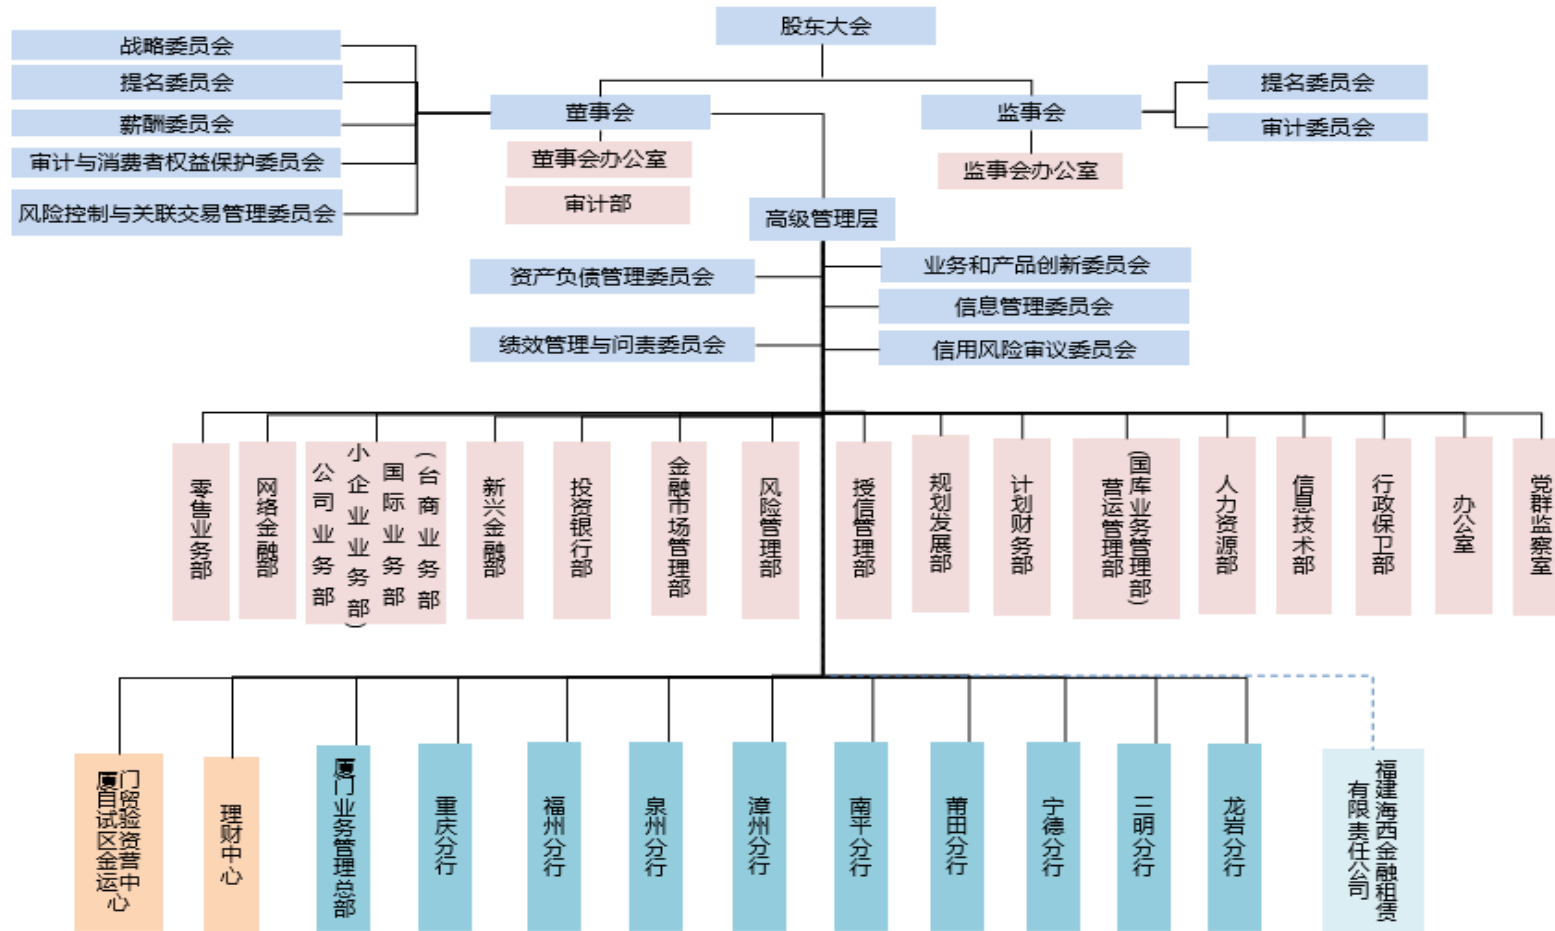 股东大会
战略委员会
提名委员会
薪酬委员会
审计与消费者权益保护委员会
风险控制与关联交易管理委员会
董事会
监事会
提名委员会
审计委员会
董事会办公室
审计部
监事会办公室
高级管理层
资产负债管理委员会
绩效管理与问责委员会
业务和产品创新委员会
信息管理委员会
信用风险审议委员会
零售业务部
网络金融部
公司业务部
小企业业务部)
国际业务部
(台商业务部
新兴金融部
投资银行部
金融市场管理部
风险管理部
授信管理部
规划发展部
计划财务部
营运管理部
(国库业务管理部)
人力资源部
信息技术部
行政保卫部
办公室
党群监察室
厦门
自贸
试验
区资
金营
运中
心
理财中心
厦门业务管理总部
重庆分行
福州分行
泉州分行
漳州分行
南平分行
莆田分行
宁德分行
三明分行
龙岩分行
福建海西金融租赁
有限责任公司